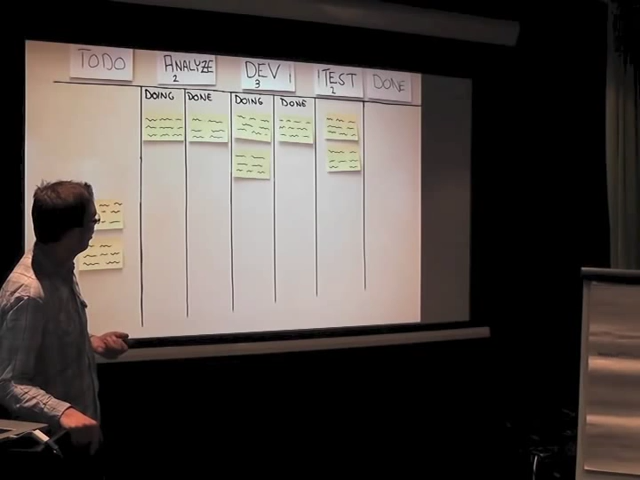 TODO
ANALYZE
2
DEV
3
TEST
2
DONE
DOING
DONE
DOING
DONE